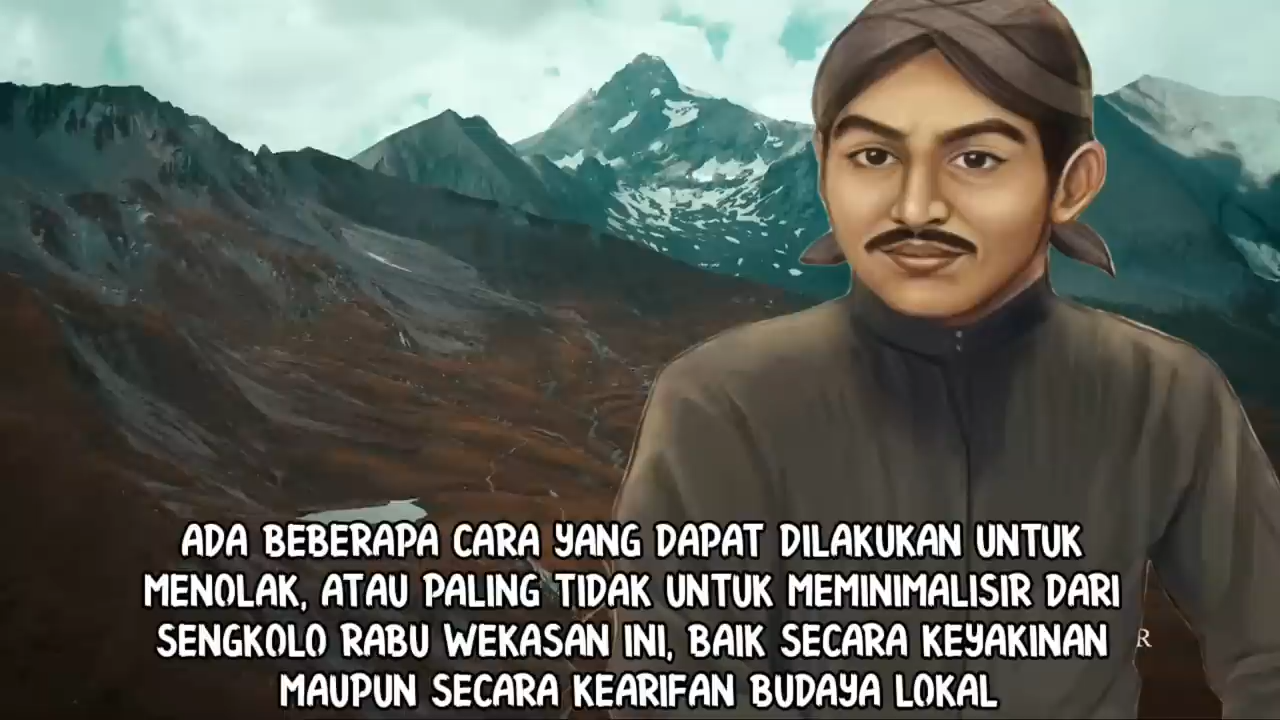 ADA BEBERAPA CARA YANG DAPAT DILAKUKAN UNTUK
MENOLAK, ATAU PALING TIDAK UNTUK MEMINIMALISIR DARI
SENGKOLO RABU WEKASAN INI, BAIK SECARA KEYAKINAN
MAUPUN SECARA KEARIFAN BUDAYA LOKAL
R